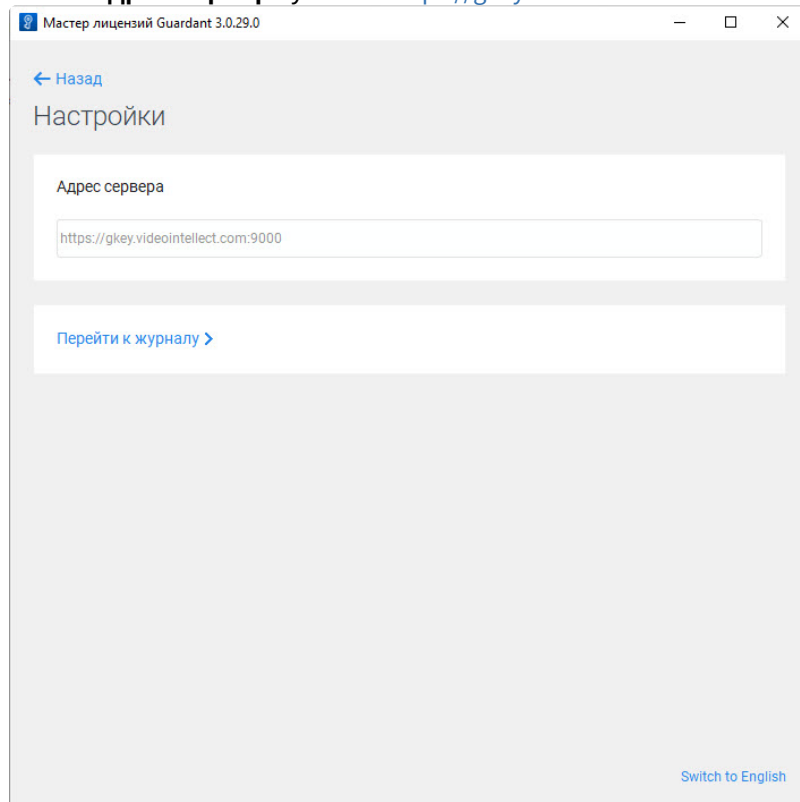 Мастер лицензий Guardant 3.0.29.0
Назад
Настройки
Адрес сервера
https://gkey.videointellect.com:9000
Перейти к журналу
Switch to English